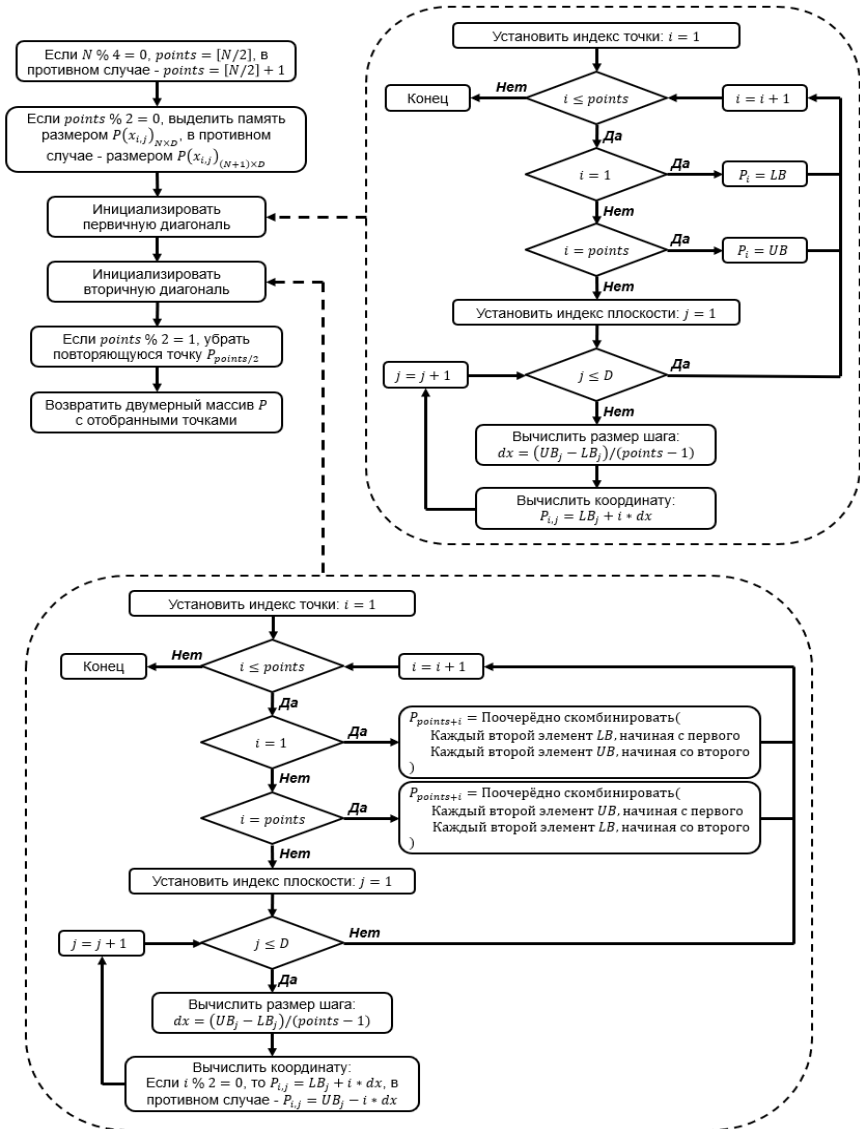 Если N % 4 = 0, points = [N/2], в
противном случае - points = [N/2] + 1
Если points % 2 = 0, выделить память
размером P(x_{i,j})_{N×D}, в противном
случае - размером P(x_{i,j})_{(N+1)×D}
Инициализировать
первичную диагональ
Инициализировать
вторичную диагональ
Если points % 2 = 1, убрать
повторяющуюся точку P_{points/2}
Возвратить двумерный массив P
с отобранными точками
Установить индекс точки: i = 1
Конец
Нет
i ≤ points
i = i + 1
Да
i = 1
Да
P_i = LB
Нет
i = points
Да
P_i = UB
Нет
Установить индекс плоскости: j = 1
j = j + 1
j ≤ D
Да
Нет
Вычислить размер шага:
dx = (UB_j − LB_j)/(points − 1)
Вычислить координату:
P_{i,j} = LB_j + i * dx
Установить индекс точки: i = 1
Конец
Нет
i ≤ points
i = i + 1
Да
i = 1
Да
P_{points+i} = Поочерёдно скомбинировать(
Каждый второй элемент LB, начиная с первого
Каждый второй элемент UB, начиная со второго
)
Нет
i = points
Да
P_{points+i} = Поочерёдно скомбинировать(
Каждый второй элемент UB, начиная с первого
Каждый второй элемент LB, начиная со второго
)
Нет
Установить индекс плоскости: j = 1
j = j + 1
j ≤ D
Нет
Да
Вычислить размер шага:
dx = (UB_j − LB_j)/(points − 1)
Вычислить координату:
Если i % 2 = 0, то P_{i,j} = LB_j + i * dx, в
противном случае - P_{i,j} = UB_j − i * dx